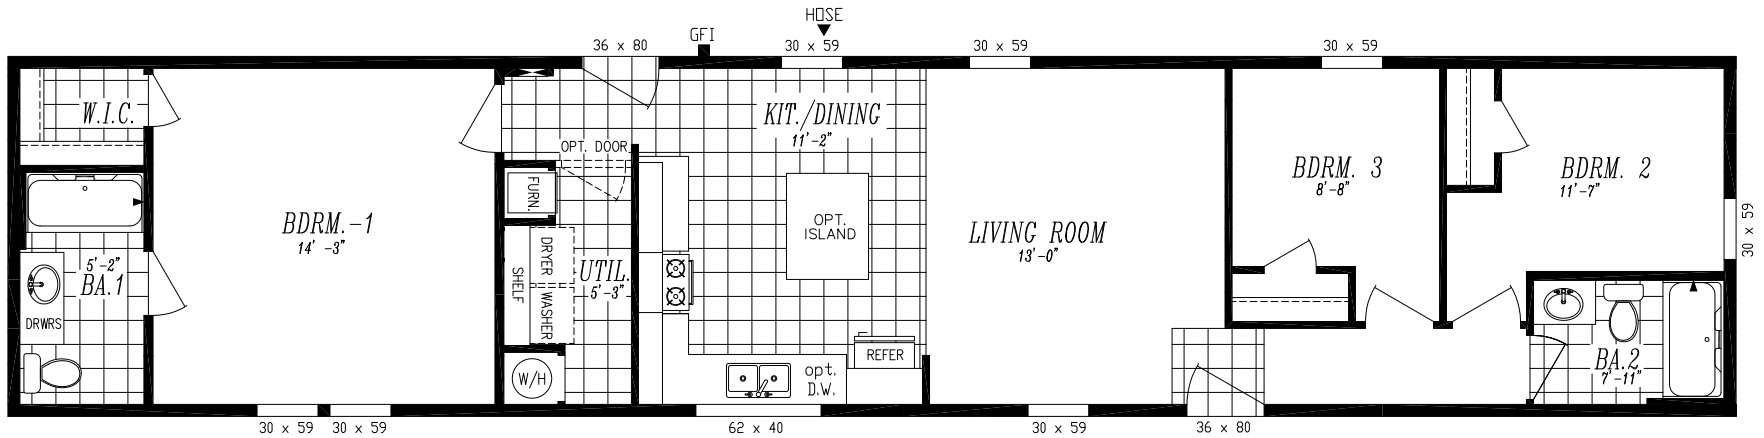 HOSE
GFI
36 x 80
30 x 59
30 x 59
30 x 59
W.I.C.
KIT./DINING
11'-2"
OPT. DOOR
BDRM. 3
8'-8"
BDRM. 2
11'-7"
FURN.
BDRM.-1
14' -3"
OPT.
ISLAND
LIVING ROOM
13'-0"
30 x 59
DRYER
WASHER
SHELF
UTIL.
5'-3"
5'-2"
BA.1
DRWRS
REFER
W/H
opt.
D.W.
BA.2
7'-11"
30 x 59
30 x 59
62 x 40
30 x 59
36 x 80